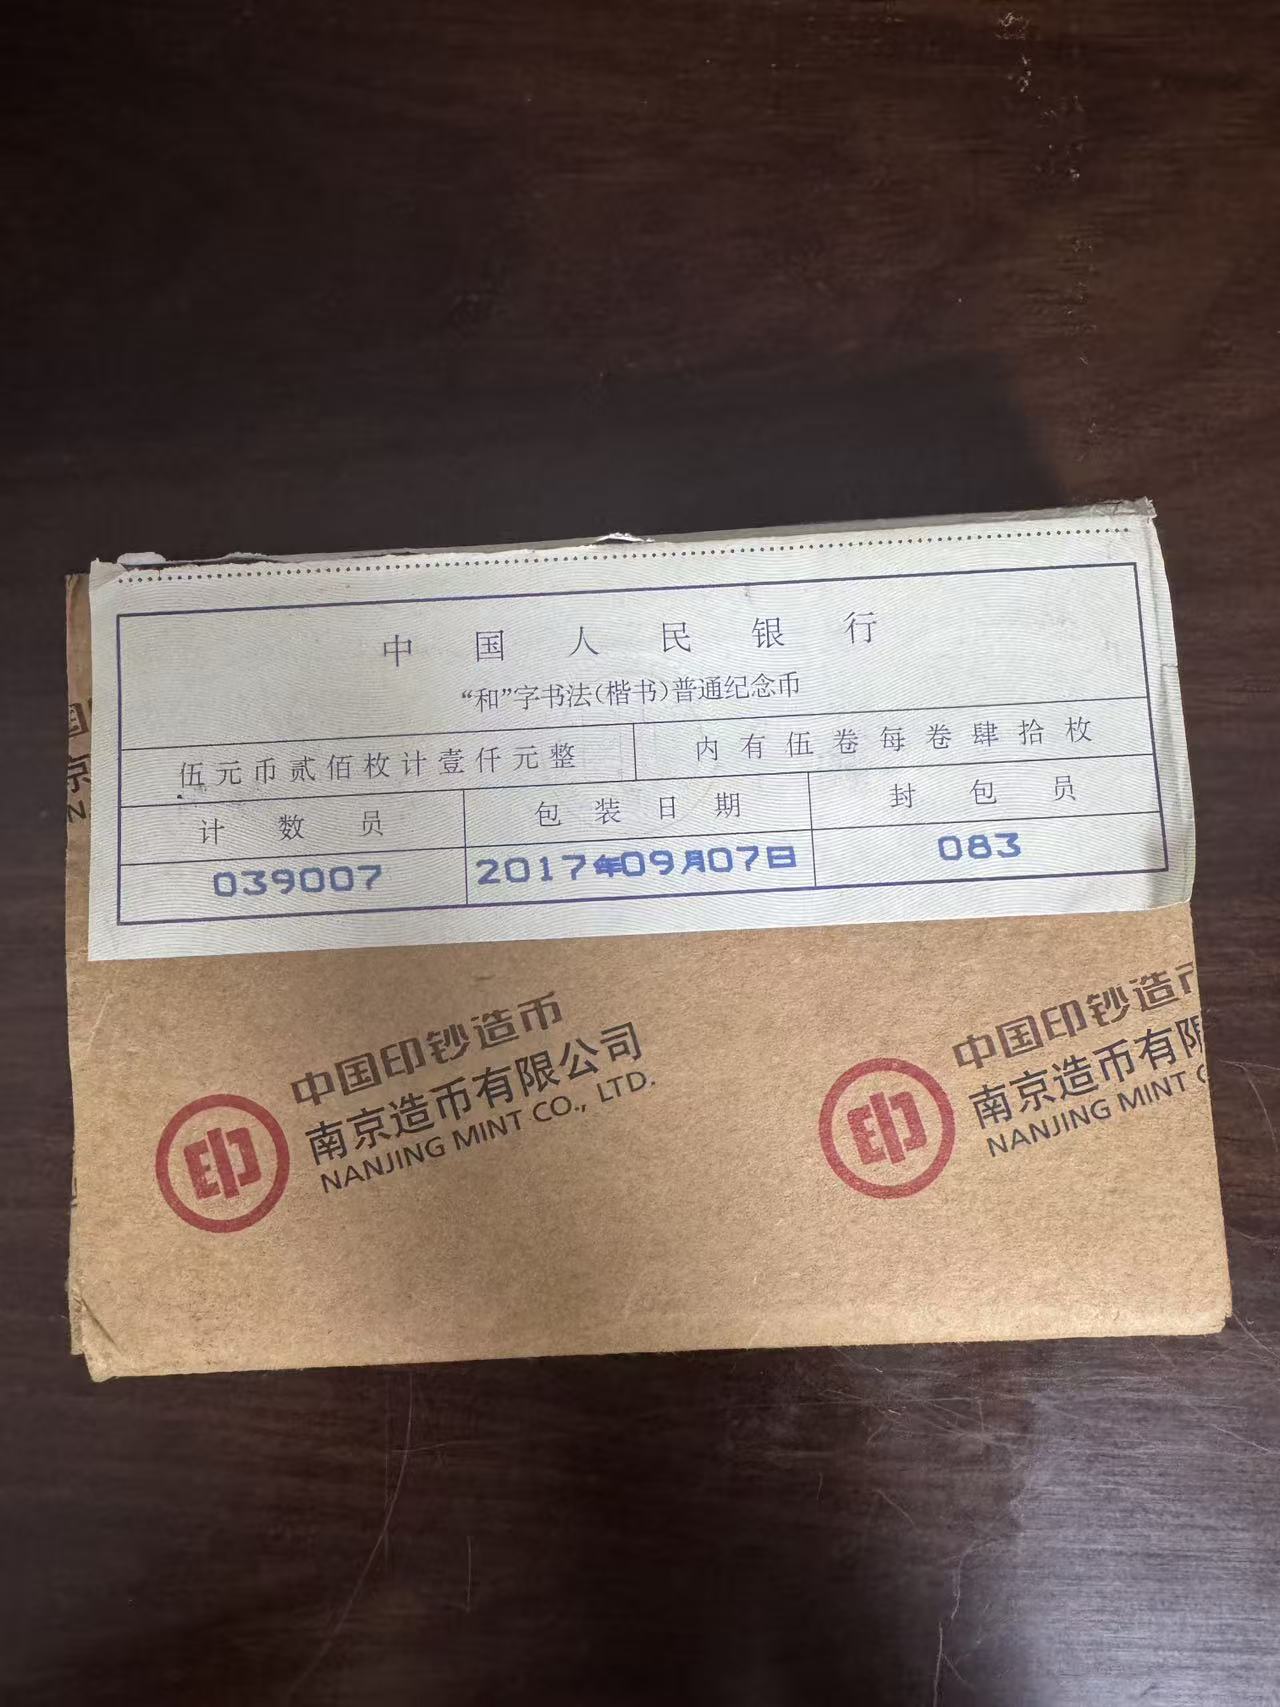 中国人民银行
“和”字书法(楷书)普通纪念币
伍元币贰佰枚计壹仟元整 内有伍卷每卷肆拾枚
计数员 包装日期 封包员
039007 2017年09月07日 083
国
京
N
中国印钞造币
南京造币有限公司
NANJING MINT CO., LTD.
印
中国印钞造币
南京造币有限
NANJING MINT C
印